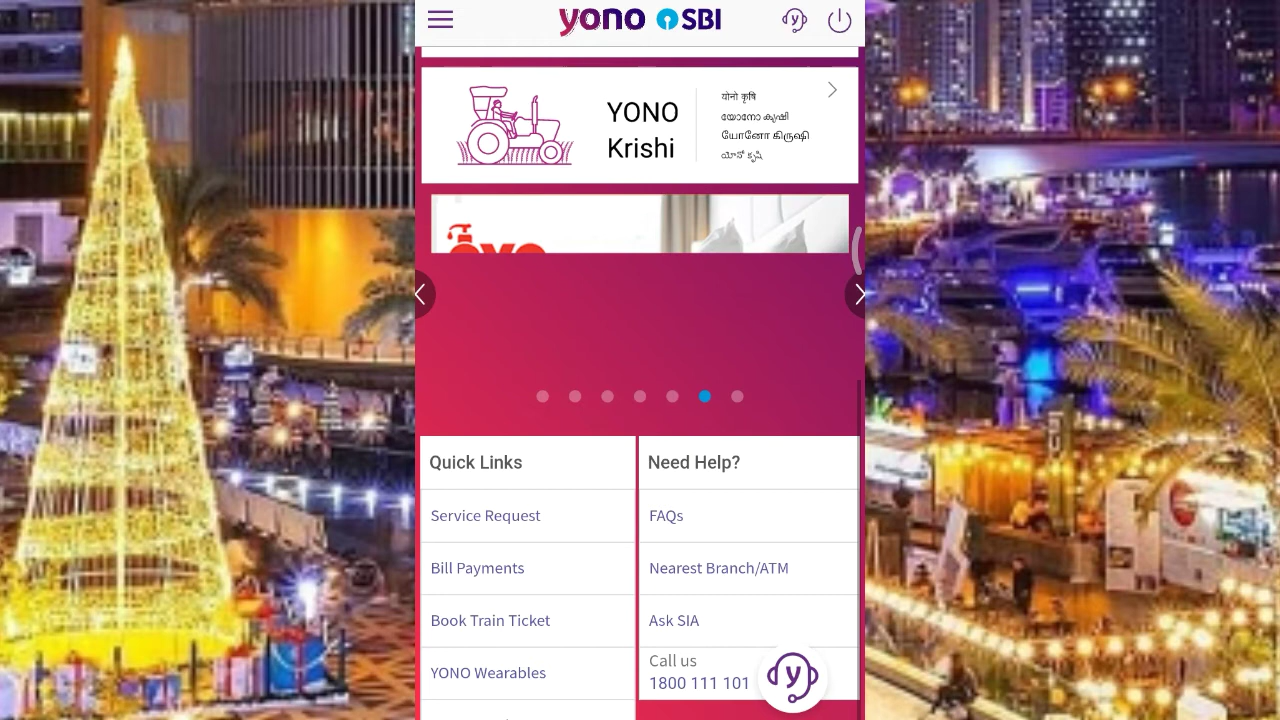 yono SBI
YONO
Krishi
योनो कृषि
യോനോ കൃഷി
யோனோ கிருஷி
యోనో కృషి
OYO
Quick Links
Service Request
Bill Payments
Book Train Ticket
YONO Wearables
Need Help?
FAQs
Nearest Branch/ATM
Ask SIA
Call us
1800 111 101
y